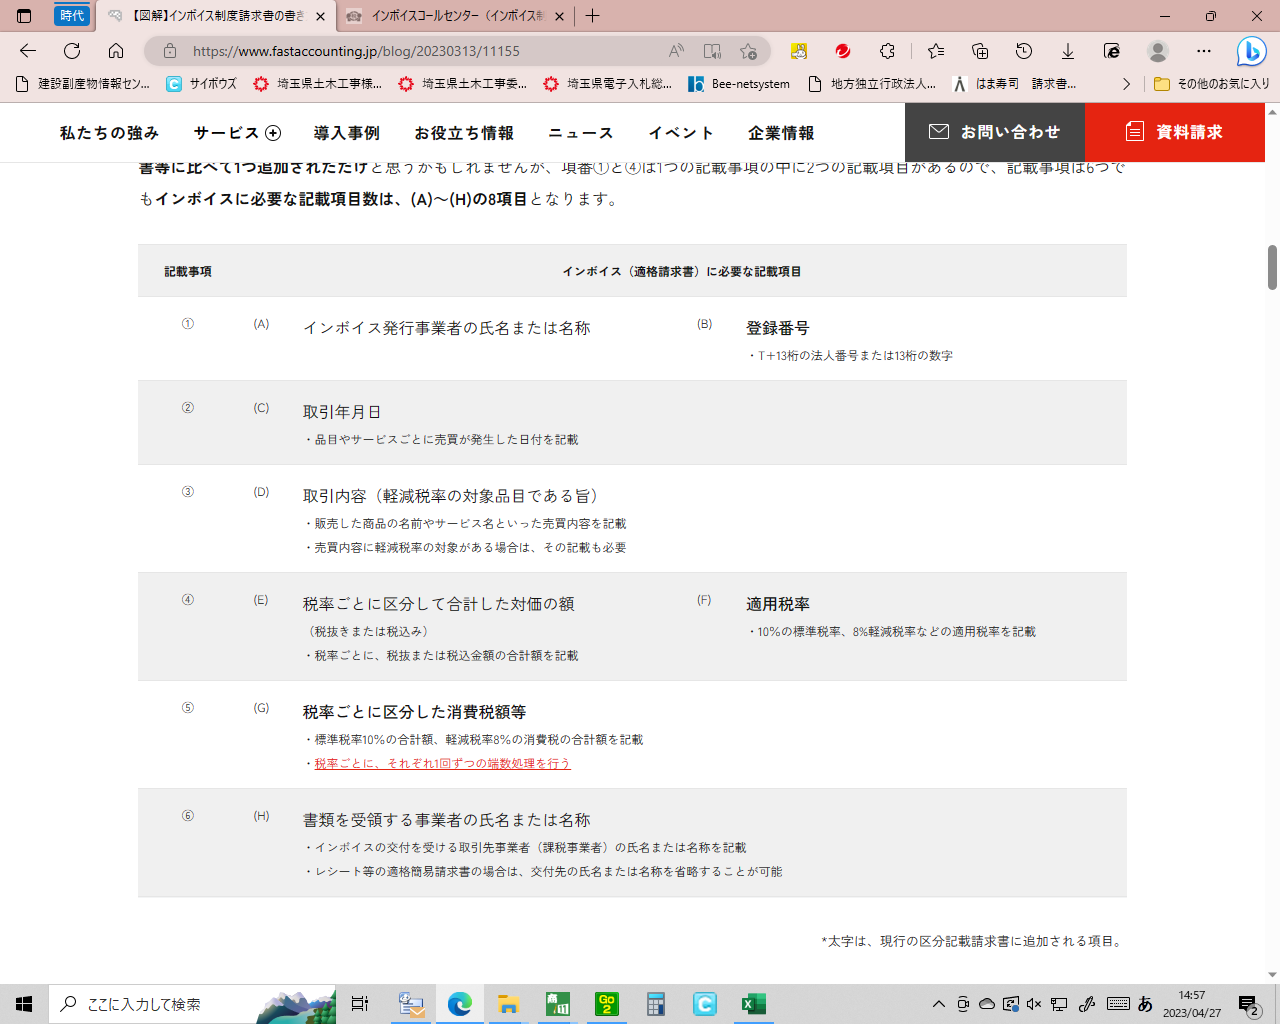 時代
【図解】インボイス制度請求書の書き
インボイスコールセンター（インボイス制
https://www.fastaccounting.jp/blog/20230313/11155
建設副産物情報セン...
サイボウズ
埼玉県土木工事様...
埼玉県土木工事委...
埼玉県電子入札総...
Bee-netsystem
地方独立行政法人...
はま寿司　請求書...
その他のお気に入り
私たちの強み
サービス
導入事例
お役立ち情報
ニュース
イベント
企業情報
お問い合わせ
資料請求
書等に比べて1つ追加されただけと思うかもしれませんが、項番①と④は1つの記載事項の中に2つの記載項目があるので、記載事項は6つで
もインボイスに必要な記載項目数は、(A)～(H)の8項目となります。
記載事項
インボイス（適格請求書）に必要な記載項目
① (A) インボイス発行事業者の氏名または名称 (B) 登録番号
・T＋13桁の法人番号または13桁の数字
② (C) 取引年月日
・品目やサービスごとに売買が発生した日付を記載
③ (D) 取引内容（軽減税率の対象品目である旨）
・販売した商品の名前やサービス名といった売買内容を記載
・売買内容に軽減税率の対象がある場合は、その記載も必要
④ (E) 税率ごとに区分して合計した対価の額 (F) 適用税率
（税抜きまたは税込み） ・10%の標準税率、8%軽減税率などの適用税率を記載
・税率ごとに、税抜または税込金額の合計額を記載
⑤ (G) 税率ごとに区分した消費税額等
・標準税率10%の合計額、軽減税率8%の消費税の合計額を記載
・税率ごとに、それぞれ1回ずつの端数処理を行う
⑥ (H) 書類を受領する事業者の氏名または名称
・インボイスの交付を受ける取引先事業者（課税事業者）の氏名または名称を記載
・レシート等の適格簡易請求書の場合は、交付先の氏名または名称を省略することが可能
*太字は、現行の区分記載請求書に追加される項目。
ここに入力して検索
あ
14:57
2023/04/27
2